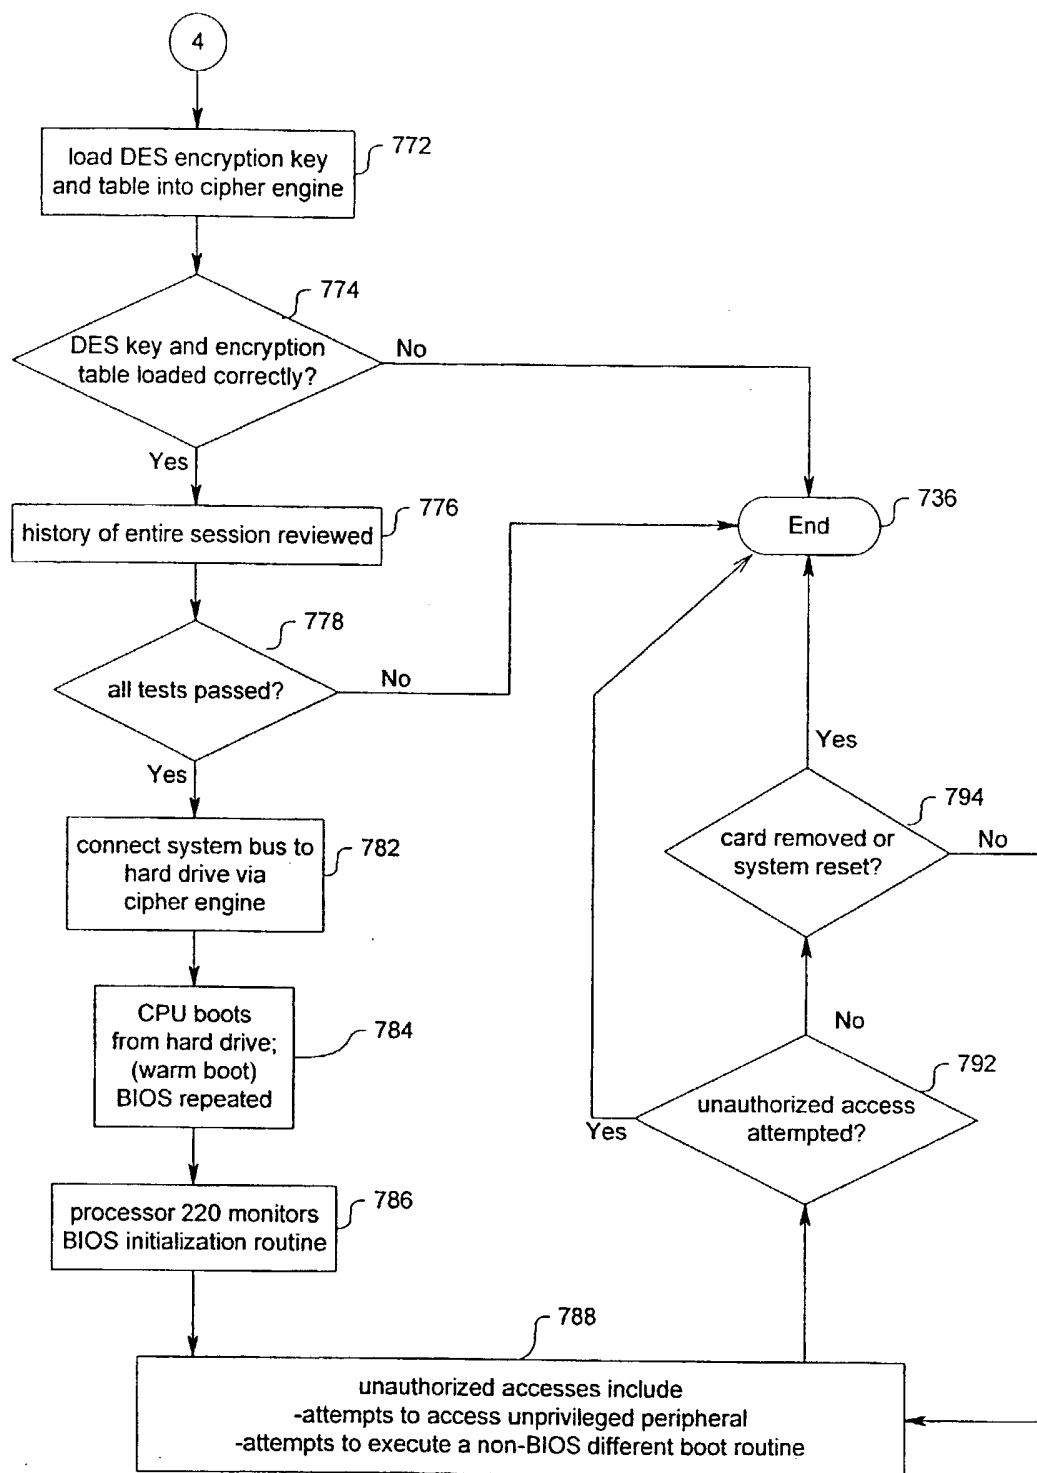 4
load DES encryption key
and table into cipher engine
772
774
DES key and encryption
table loaded correctly?
No
Yes
history of entire session reviewed
776
End
736
778
all tests passed?
No
Yes
Yes
connect system bus to
hard drive via
cipher engine
782
794
card removed or
system reset?
No
CPU boots
from hard drive;
(warm boot)
BIOS repeated
784
No
792
unauthorized access
attempted?
Yes
processor 220 monitors
BIOS initialization routine
786
788
unauthorized accesses include
-attempts to access unprivileged peripheral
-attempts to execute a non-BIOS different boot routine